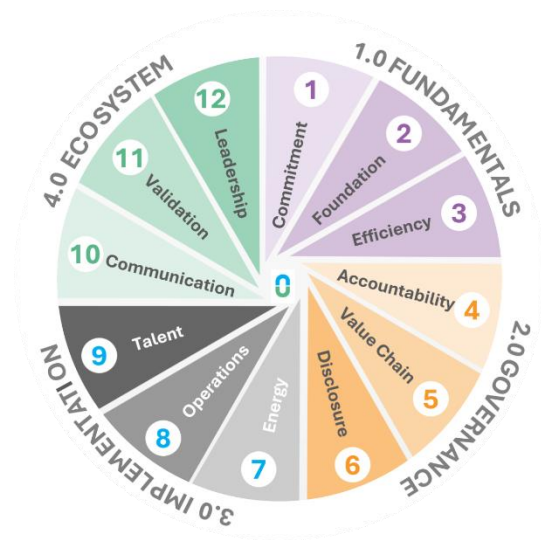 1.0 FUNDAMENTALS
1
Commitment
2
Foundation
3
Efficiency
2.0 GOVERNANCE
4
Accountability
5
Value Chain
6
Disclosure
3.0 IMPLEMENTATION
7
Energy
8
Operations
9
Talent
4.0 ECOSYSTEM
10
Communication
11
Validation
12
Leadership
0